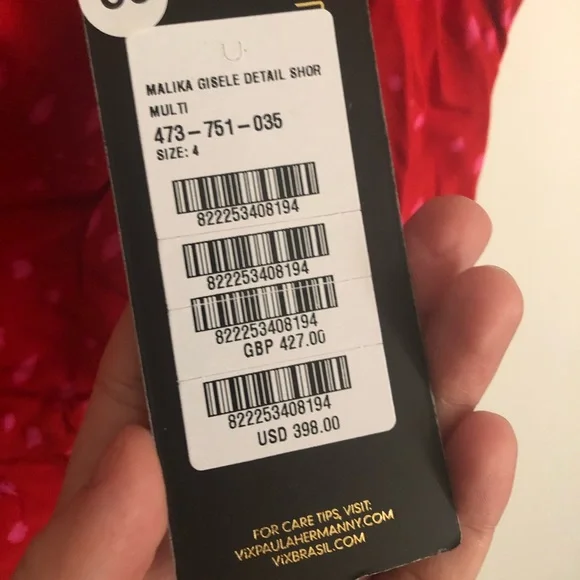 MALIKA GISELE DETAIL SHOR
MULTI
473-751-035
SIZE: 4
822253408194
822253408194
822253408194
GBP 427.00
822253408194
USD 398.00
FOR CARE TIPS, VISIT:
ViXPAULAHERMANNY.COM
ViXBRASIL.COM